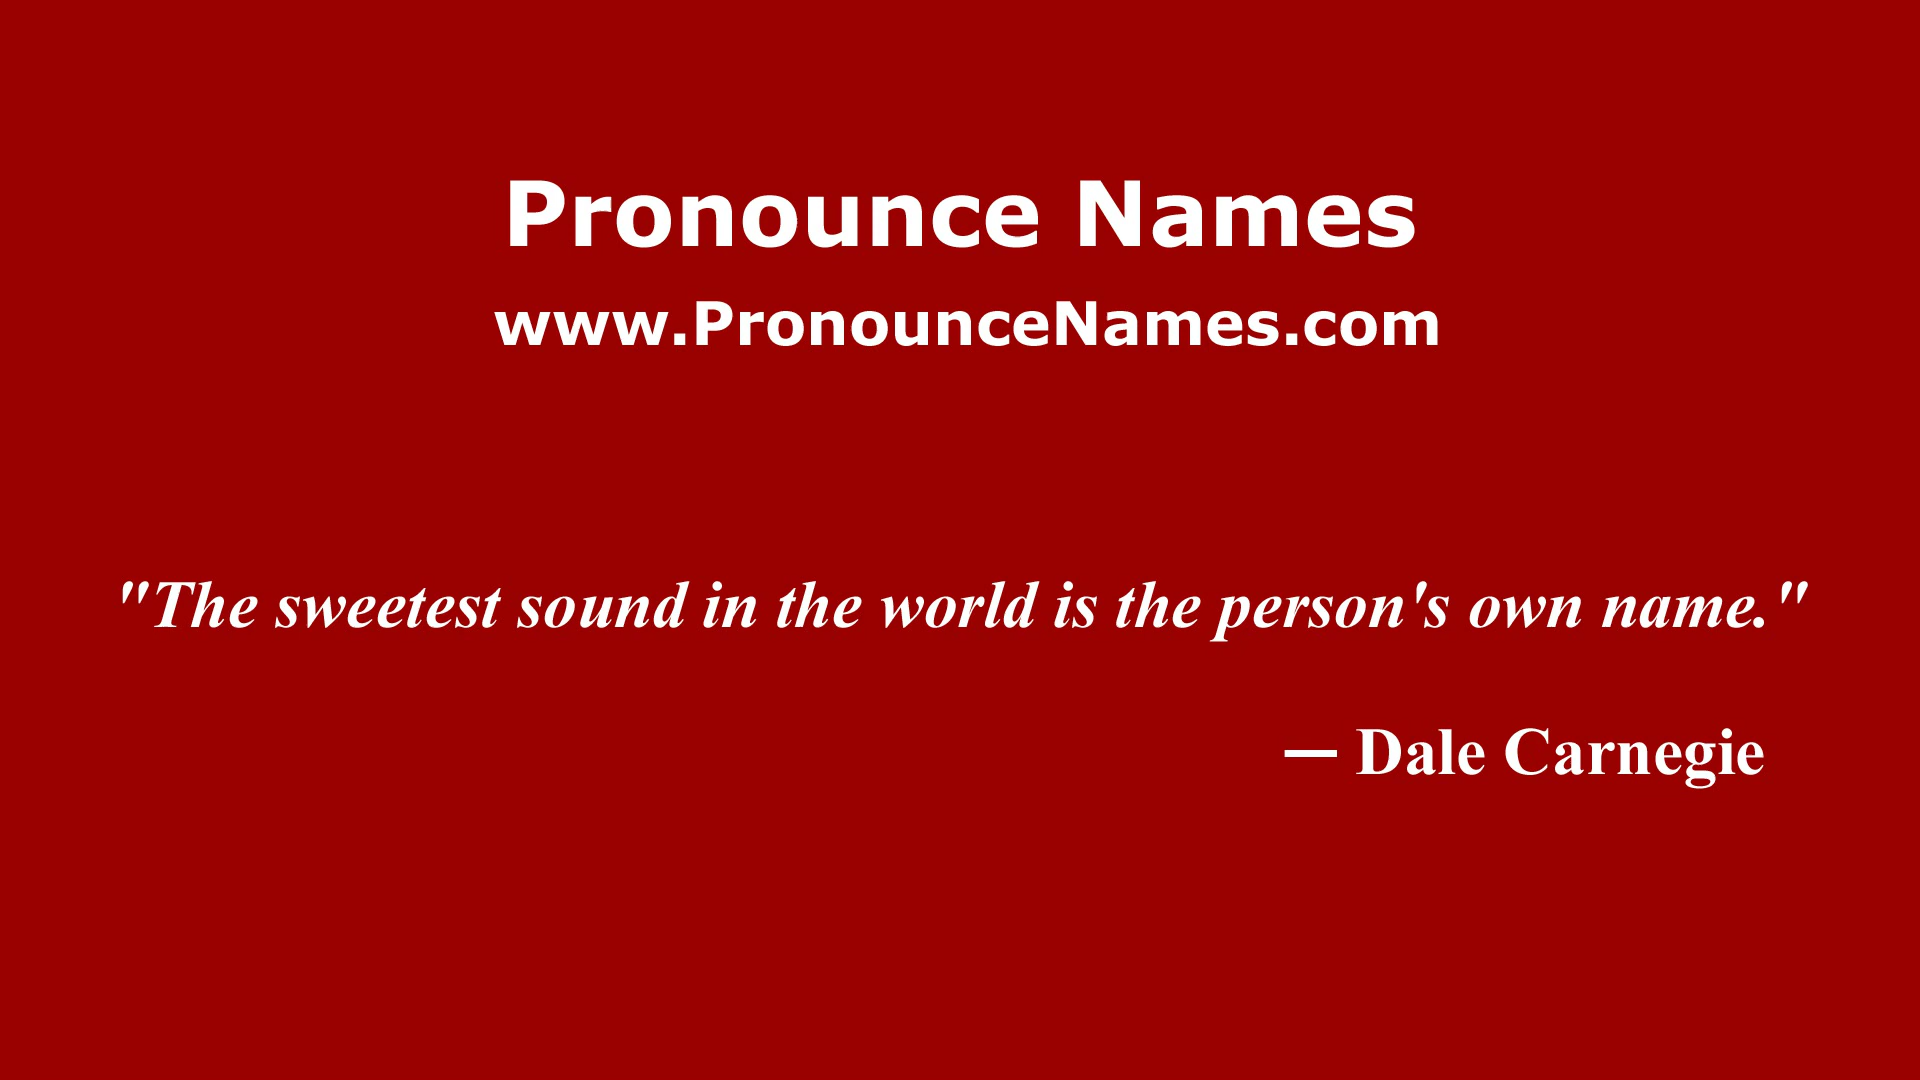 Pronounce Names
www.PronounceNames.com
"The sweetest sound in the world is the person's own name."
— Dale Carnegie